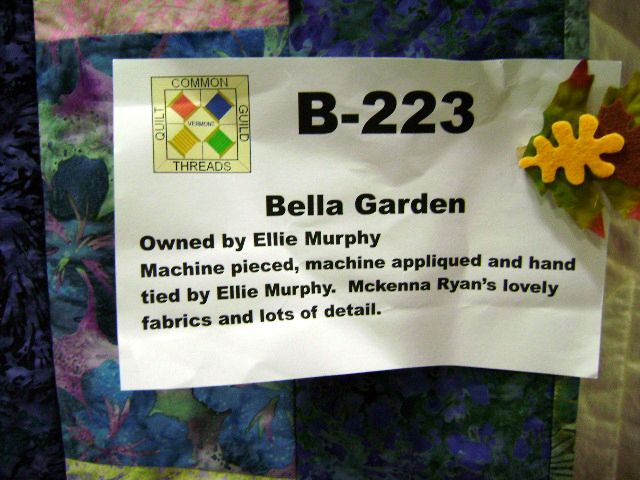 COMMON
QUILT
VERMONT
GUILD
THREADS
B-223
Bella Garden
Owned by Ellie Murphy
Machine pieced, machine appliqued and hand
tied by Ellie Murphy.  Mckenna Ryan's lovely
fabrics and lots of detail.